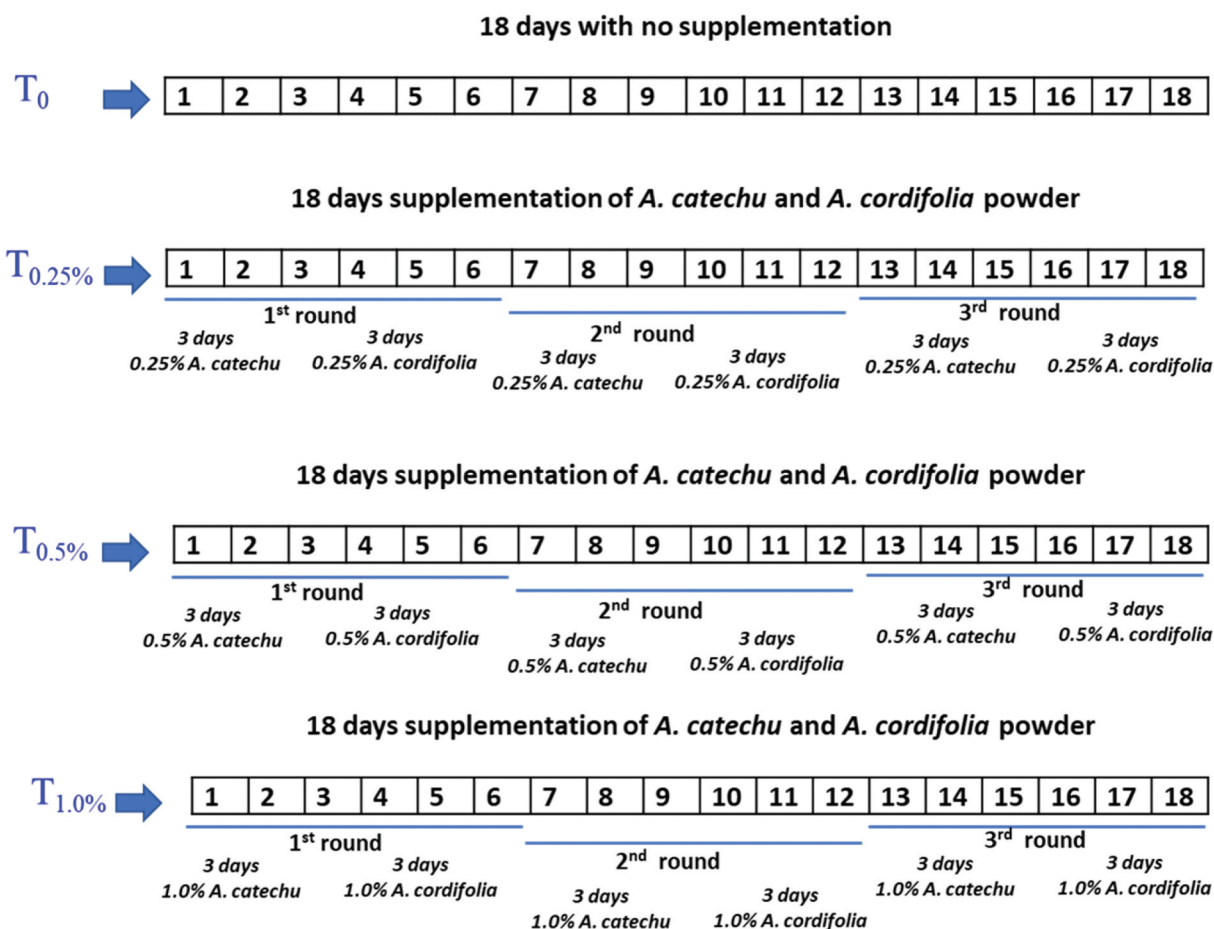 18 days with no supplementation
T0 1 2 3 4 5 6 7 8 9 10 11 12 13 14 15 16 17 18
18 days supplementation of A. catechu and A. cordifolia powder
T0.25% 1 2 3 4 5 6 7 8 9 10 11 12 13 14 15 16 17 18
1st round 2nd round 3rd round
3 days 3 days 3 days 3 days 3 days 3 days
0.25% A. catechu 0.25% A. cordifolia 0.25% A. catechu 0.25% A. cordifolia 0.25% A. catechu 0.25% A. cordifolia
18 days supplementation of A. catechu and A. cordifolia powder
T0.5% 1 2 3 4 5 6 7 8 9 10 11 12 13 14 15 16 17 18
1st round 2nd round 3rd round
3 days 3 days 3 days 3 days 3 days 3 days
0.5% A. catechu 0.5% A. cordifolia 0.5% A. catechu 0.5% A. cordifolia 0.5% A. catechu 0.5% A. cordifolia
18 days supplementation of A. catechu and A. cordifolia powder
T1.0% 1 2 3 4 5 6 7 8 9 10 11 12 13 14 15 16 17 18
1st round 2nd round 3rd round
3 days 3 days 3 days 3 days 3 days 3 days
1.0% A. catechu 1.0% A. cordifolia 1.0% A. catechu 1.0% A. cordifolia 1.0% A. catechu 1.0% A. cordifolia